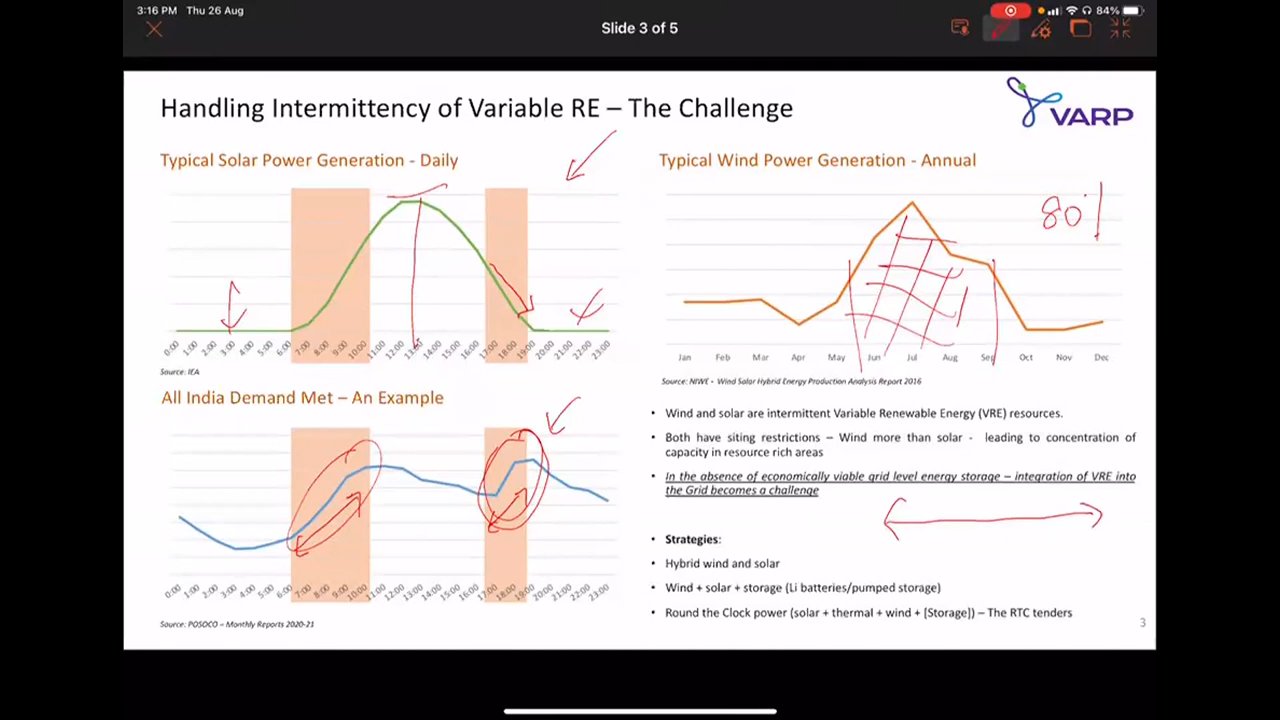 3:16 PM Thu 26 Aug
84%
Slide 3 of 5
Handling Intermittency of Variable RE – The Challenge
VARP
Typical Solar Power Generation - Daily
0:00 1:00 2:00 3:00 4:00 5:00 6:00 7:00 8:00 9:00 10:00 11:00 12:00 13:00 14:00 15:00 16:00 17:00 18:00 19:00 20:00 21:00 22:00 23:00
Source: IEA
All India Demand Met – An Example
0:00 1:00 2:00 3:00 4:00 5:00 6:00 7:00 8:00 9:00 10:00 11:00 12:00 13:00 14:00 15:00 16:00 17:00 18:00 19:00 20:00 21:00 22:00 23:00
Source: POSOCO – Monthly Reports 2020-21
Typical Wind Power Generation - Annual
80%
Jan Feb Mar Apr May Jun Jul Aug Sep Oct Nov Dec
Source: NIWE - Wind Solar Hybrid Energy Production Analysis Report 2016
• Wind and solar are intermittent Variable Renewable Energy (VRE) resources.
• Both have siting restrictions – Wind more than solar - leading to concentration of
capacity in resource rich areas
• In the absence of economically viable grid level energy storage – integration of VRE into
the Grid becomes a challenge
• Strategies:
• Hybrid wind and solar
• Wind + solar + storage (Li batteries/pumped storage)
• Round the Clock power (solar + thermal + wind + [Storage]) – The RTC tenders
3